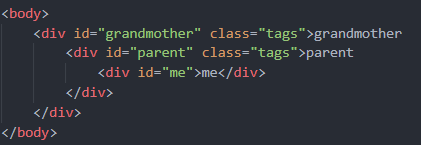 <body>
<div id="grandmother" class="tags">grandmother
<div id="parent" class="tags">parent
<div id="me">me</div>
</div>
</div>
</body>